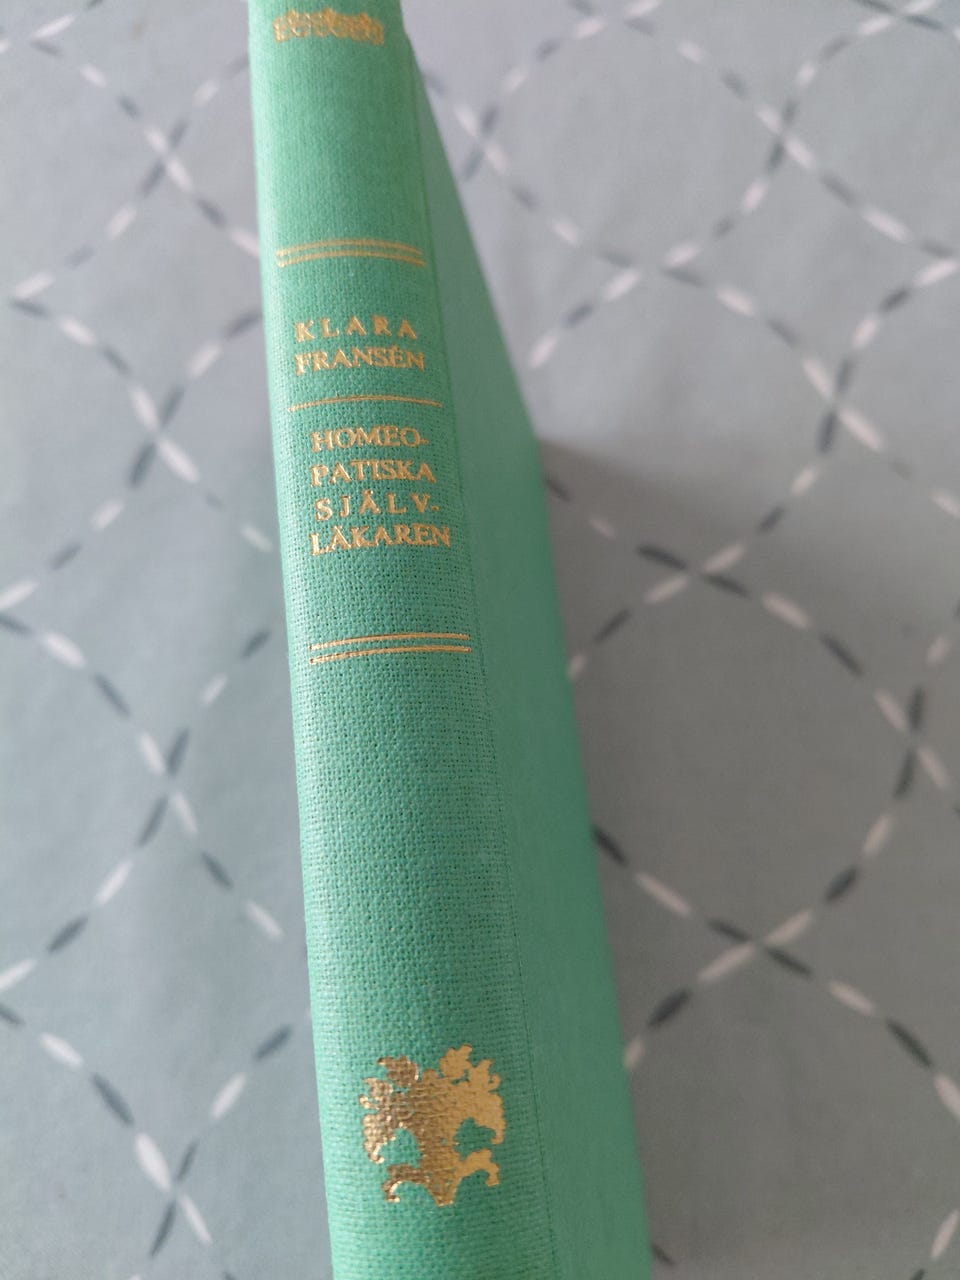 KLARA
FRANSÉN
HOMEO-
PATISKA
SJÄLV-
LÄKAREN